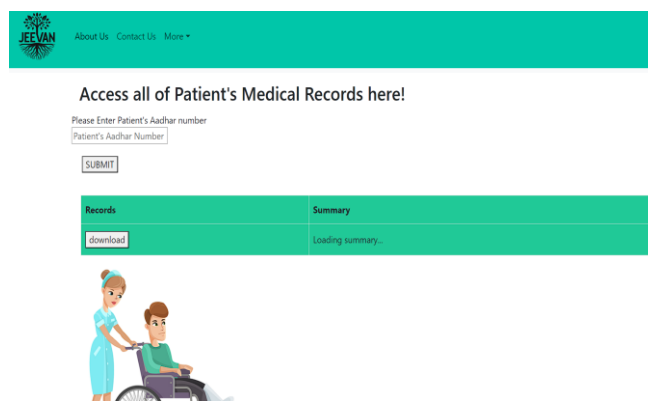 JEEVAN
About Us Contact Us More
Access all of Patient's Medical Records here!
Please Enter Patient's Aadhar number
Patient's Aadhar Number
SUBMIT
Records Summary
download Loading summary...